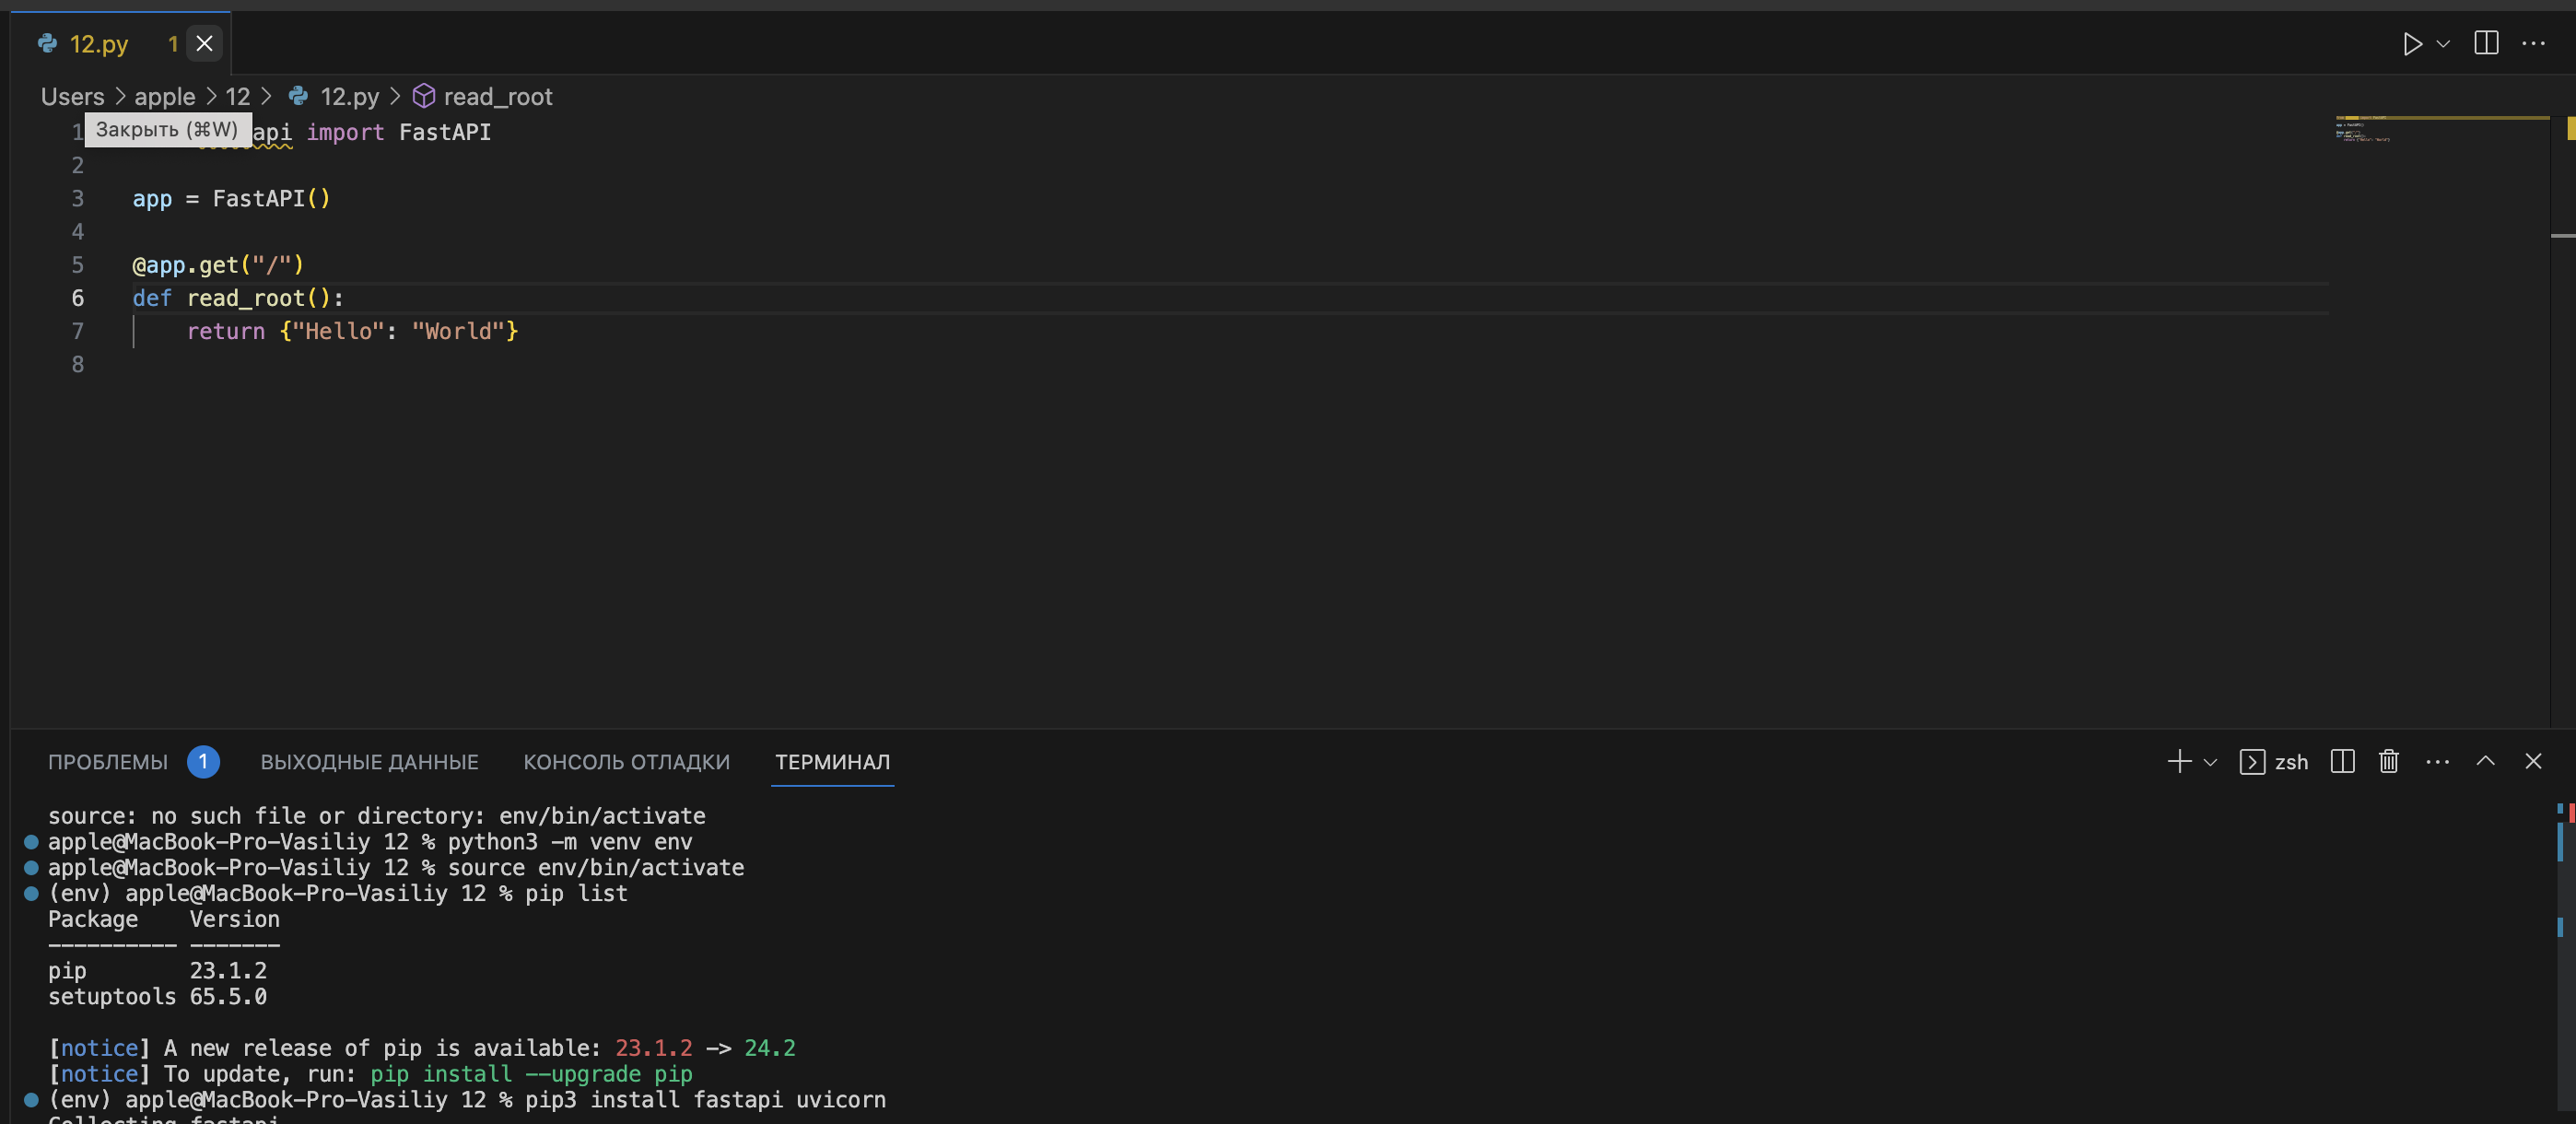 12.py 1
Users > apple > 12 > 12.py > read_root
Закрыть (⌘W)
1 api import FastAPI
2
3 app = FastAPI()
4
5 @app.get("/")
6 def read_root():
7 return {"Hello": "World"}
8
ПРОБЛЕМЫ 1 ВЫХОДНЫЕ ДАННЫЕ КОНСОЛЬ ОТЛАДКИ ТЕРМИНАЛ zsh
source: no such file or directory: env/bin/activate
apple@MacBook-Pro-Vasiliy 12 % python3 -m venv env
apple@MacBook-Pro-Vasiliy 12 % source env/bin/activate
(env) apple@MacBook-Pro-Vasiliy 12 % pip list
Package Version
---------- -------
pip 23.1.2
setuptools 65.5.0
[notice] A new release of pip is available: 23.1.2 -> 24.2
[notice] To update, run: pip install --upgrade pip
(env) apple@MacBook-Pro-Vasiliy 12 % pip3 install fastapi uvicorn
Collecting fastapi